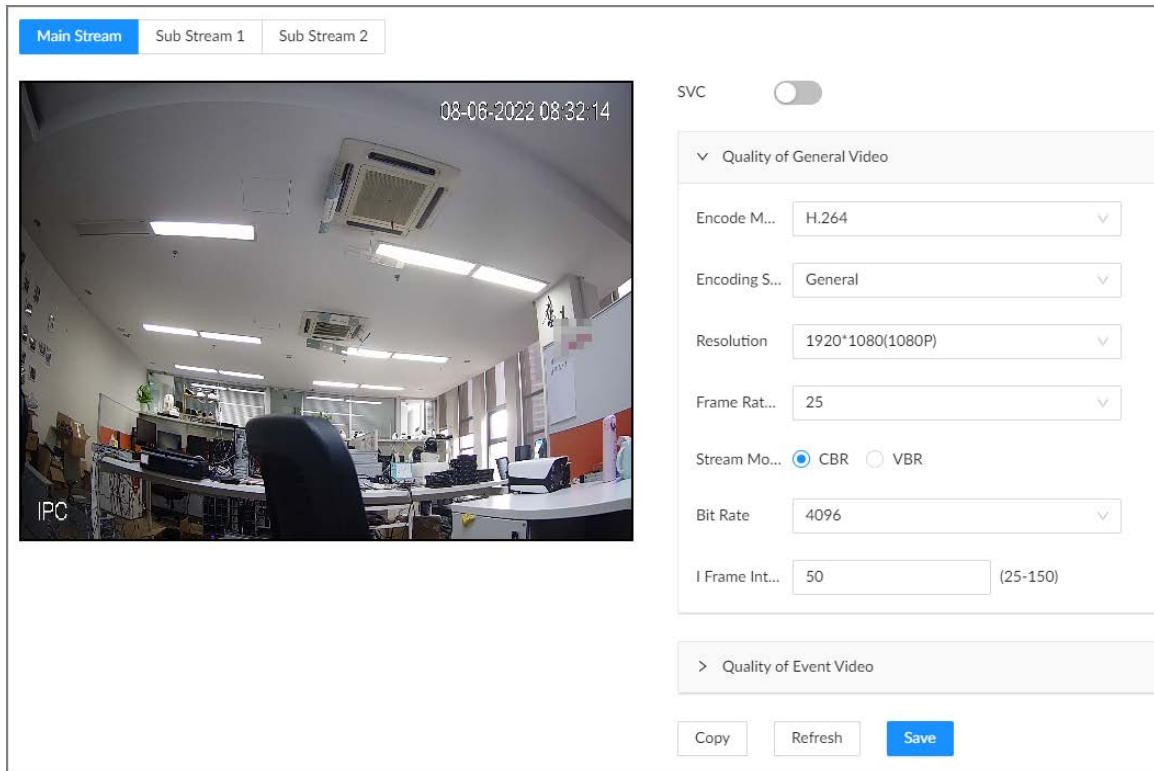 Main Stream
Sub Stream 1
Sub Stream 2
08-06-2022 08:32:14
IPC
SVC
Quality of General Video
Encode M... H.264
Encoding S... General
Resolution 1920*1080(1080P)
Frame Rat... 25
Stream Mo... CBR VBR
Bit Rate 4096
I Frame Int... 50 (25-150)
Quality of Event Video
Copy Refresh Save